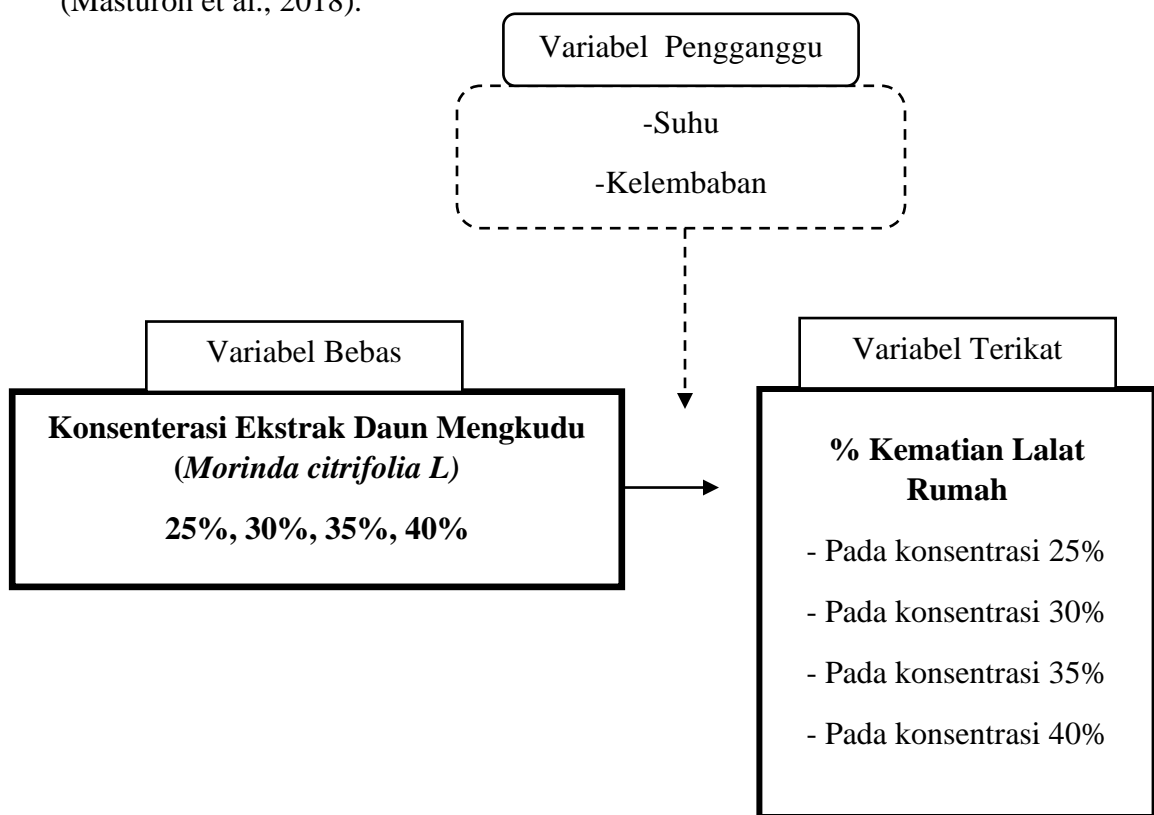 (Masturoh et al., 2018).
Variabel Pengganggu
-Suhu
-Kelembaban
Variabel Bebas
Konsenterasi Ekstrak Daun Mengkudu
(Morinda citrifolia L)
25%, 30%, 35%, 40%
Variabel Terikat
% Kematian Lalat
Rumah
- Pada konsentrasi 25%
- Pada konsentrasi 30%
- Pada konsentrasi 35%
- Pada konsentrasi 40%